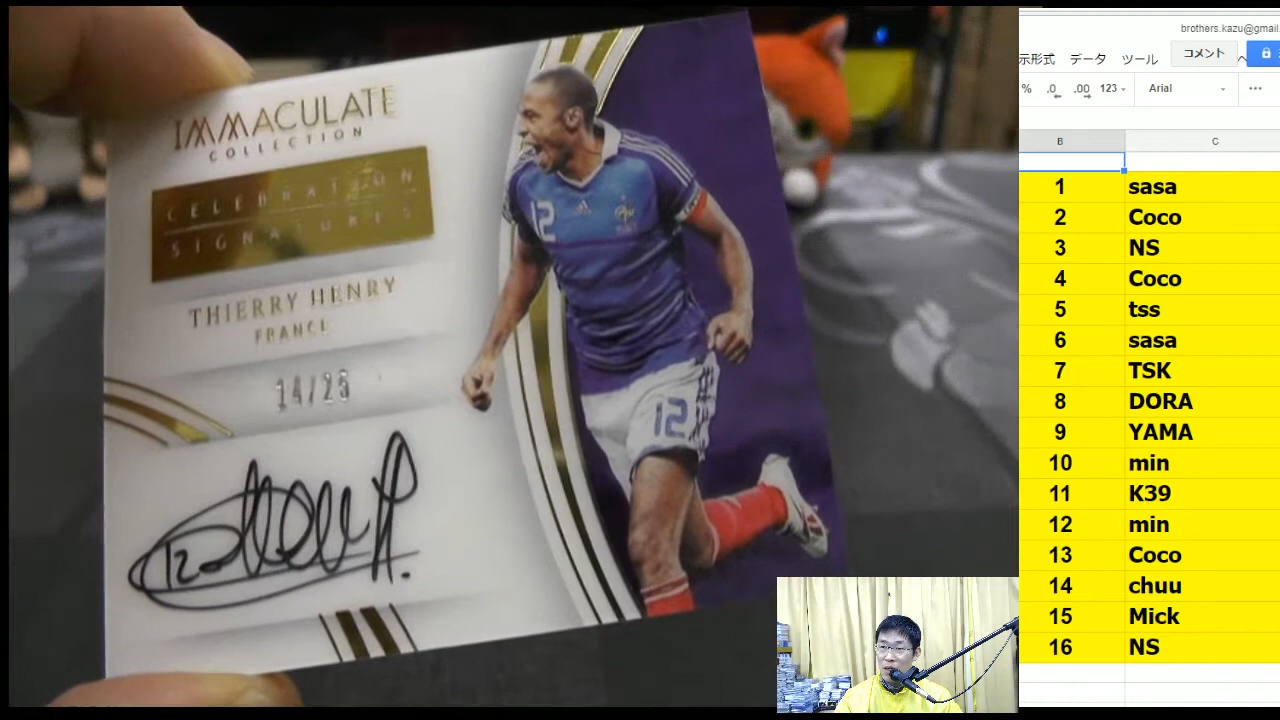 IMMACULATE
COLLECTION
CELEBRATION
SIGNATURES
THIERRY HENRY
FRANCE
14/25
12
12
12
brothers.kazu@gmail.
示形式 データ ツール コメント
% .0 .00 123 Arial
B C
1 sasa
2 Coco
3 NS
4 Coco
5 tss
6 sasa
7 TSK
8 DORA
9 YAMA
10 min
11 K39
12 min
13 Coco
14 chuu
15 Mick
16 NS